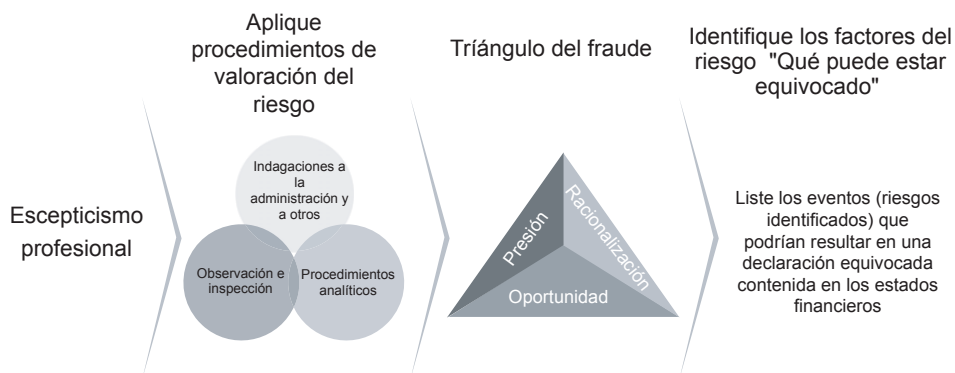 Escepticismo
profesional
Aplique
procedimientos de
valoración del
riesgo
Indagaciones a
la
administración y
a otros
Observación e
inspección
Procedimientos
analíticos
Tríángulo del fraude
Presión
Racionalización
Oportunidad
Identifique los factores del
riesgo "Qué puede estar
equivocado"
Liste los eventos (riesgos
identificados) que
podrían resultar en una
declaración equivocada
contenida en los estados
financieros